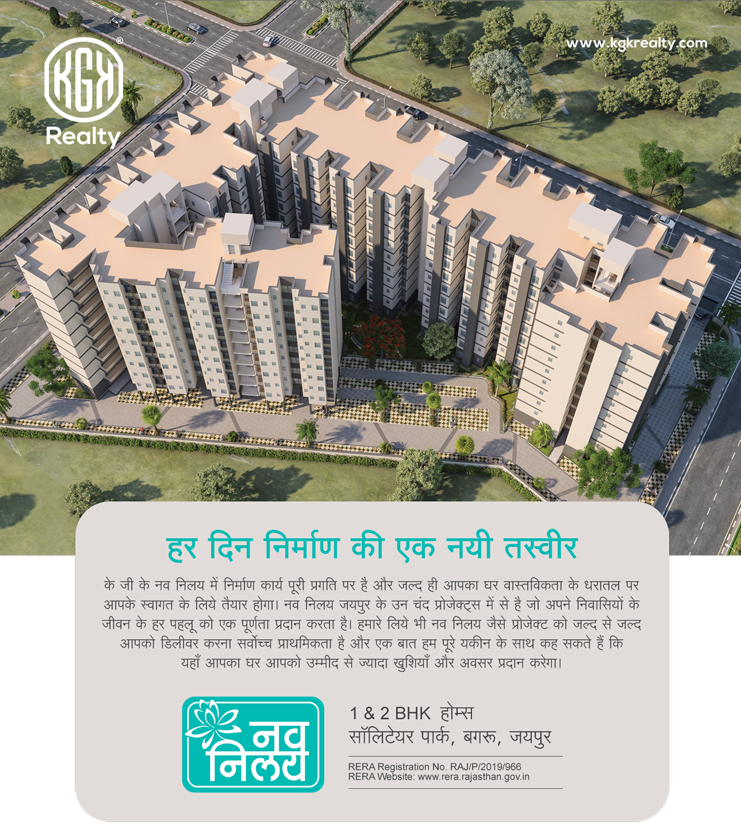 www.kgkrealty.com
KGK
Realty
हर दिन निर्माण की एक नयी तस्वीर
के जी के नव निलय में निर्माण कार्य पूरी प्रगति पर है और जल्द ही आपका घर वास्तविकता के धरातल पर
आपके स्वागत के लिये तैयार होगा। नव निलय जयपुर के उन चंद प्रोजेक्ट्स में से है जो अपने निवासियों के
जीवन के हर पहलू को एक पूर्णता प्रदान करता है। हमारे लिये भी नव निलय जैसे प्रोजेक्ट को जल्द से जल्द
आपको डिलीवर करना सर्वोच्च प्राथमिकता है और एक बात हम पूरे यकीन के साथ कह सकते हैं कि
यहाँ आपका घर आपको उम्मीद से ज्यादा खुशियाँ और अवसर प्रदान करेगा।
नव
निलय
1 & 2 BHK होम्स
सॉलिटेयर पार्क, बगरू, जयपुर
RERA Registration No. RAJ/P/2019/966
RERA Website: www.rera.rajasthan.gov.in